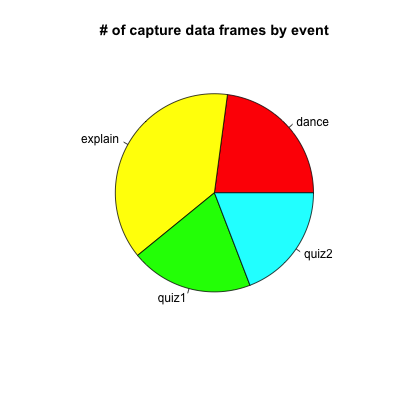 # of capture data frames by event
dance
explain
quiz1
quiz2